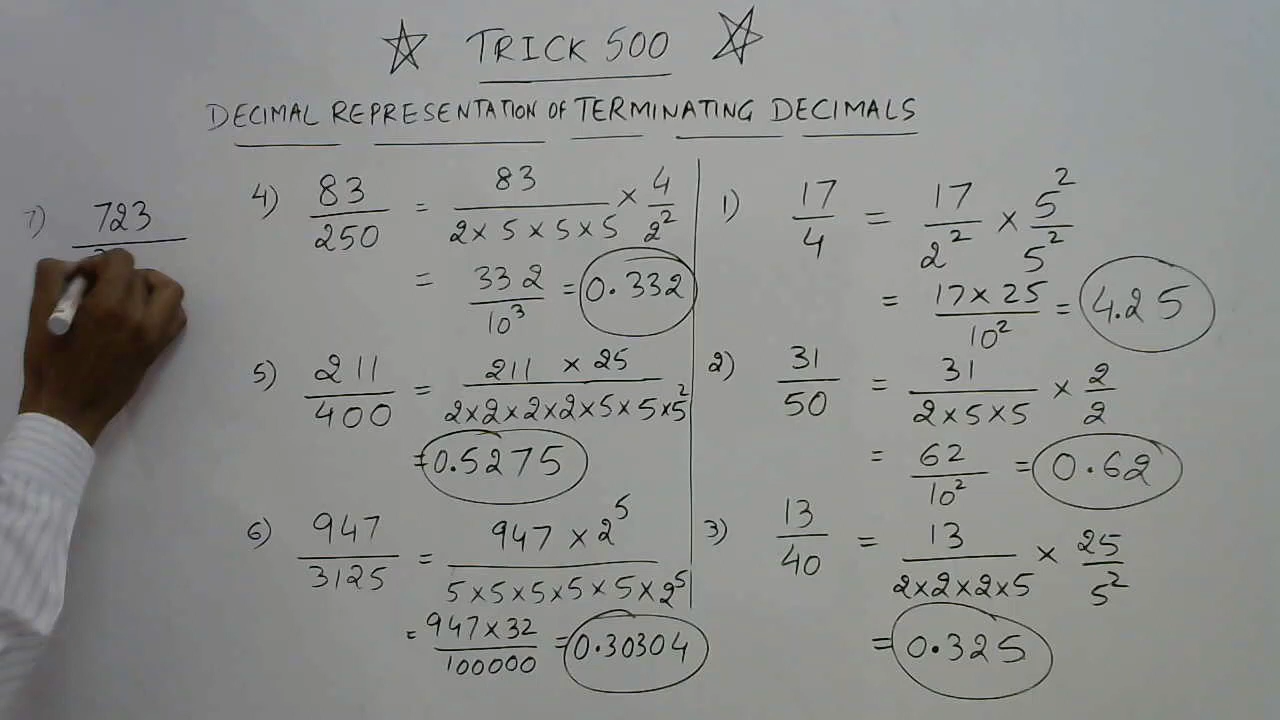 ☆ TRICK 500 ☆
DECIMAL REPRESENTATION OF TERMINATING DECIMALS
1) 17/4 = 17/2² × 5²/5²
= 17×25/10² = 4.25
2) 31/50 = 31/2×5×5 × 2/2
= 62/10² = 0.62
3) 13/40 = 13/2×2×2×5 × 25/5²
= 0.325
4) 83/250 = 83/2×5×5×5 × 4/2²
= 332/10³ = 0.332
5) 211/400 = 211 × 25/2×2×2×2×5×5×5²
= 0.5275
6) 947/3125 = 947×2⁵/5×5×5×5×5×2⁵
= 947×32/100000 = 0.30304
7) 723